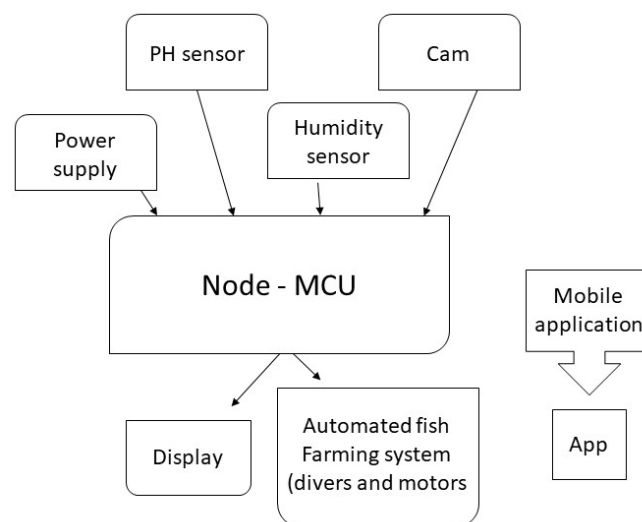 PH sensor
Cam
Power
supply
Humidity
sensor
Node - MCU
Mobile
application
Display
Automated fish
Farming system
(divers and motors
App